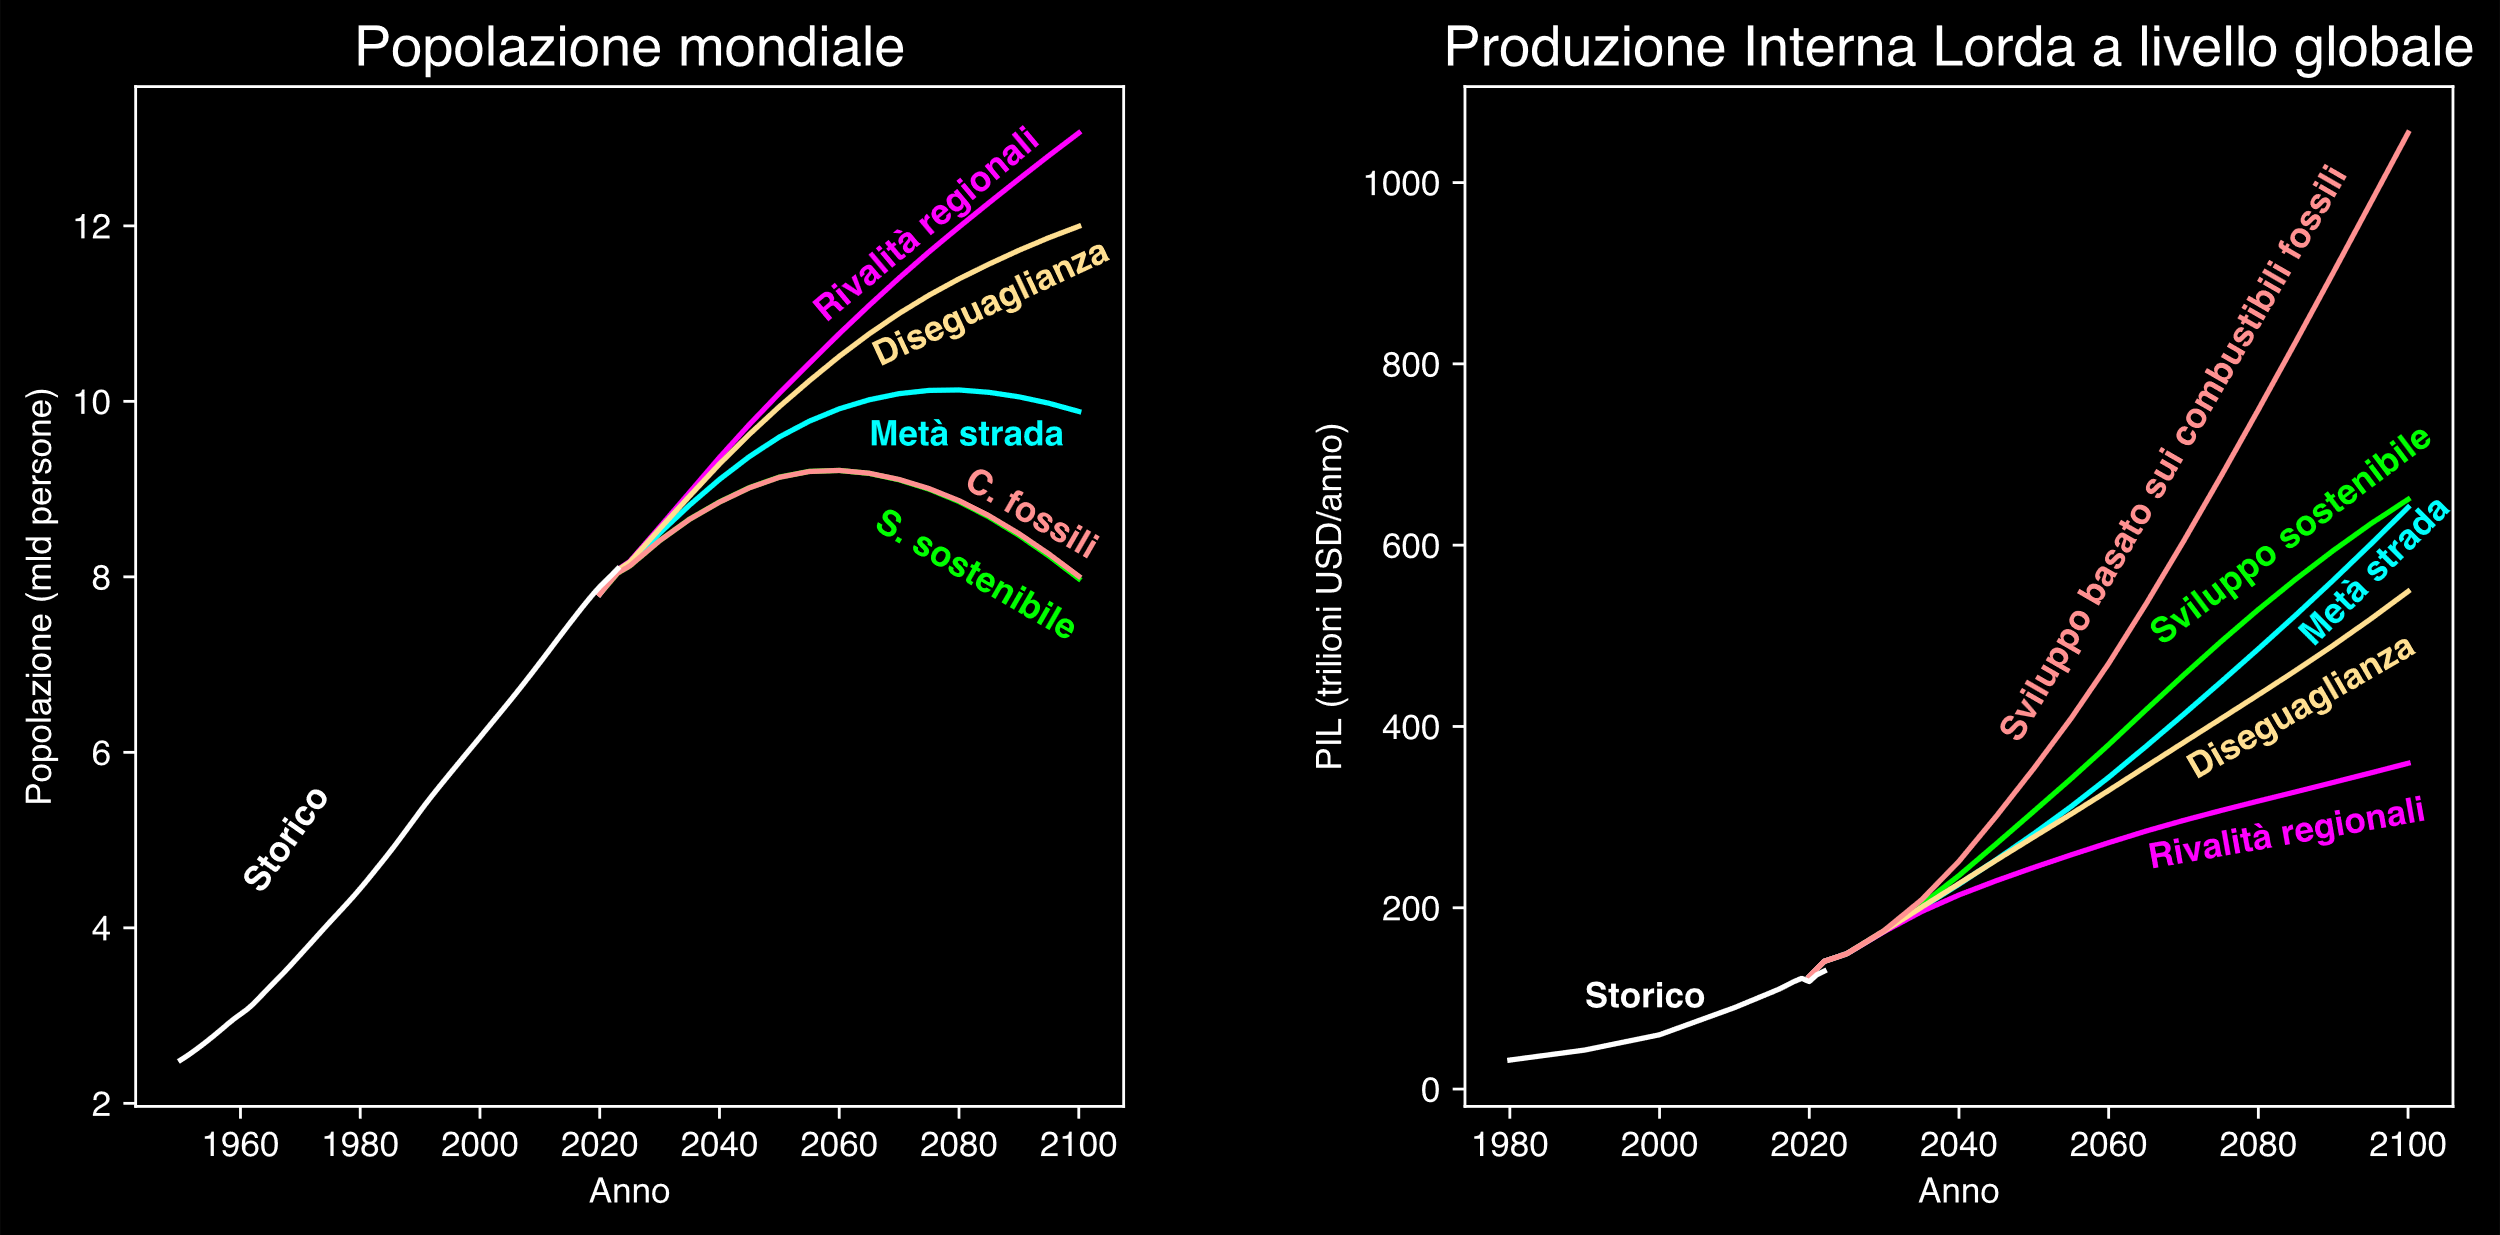 Popolazione mondiale
Popolazione (mld persone)
12
10
8
6
4
2
Rivalità regionali
Diseguaglianza
Metà strada
C. fossili
S. sostenibile
Storico
1960 1980 2000 2020 2040 2060 2080 2100
Anno
Produzione Interna Lorda a livello globale
PIL (trilioni USD/anno)
1000
800
600
400
200
0
Sviluppo basato sui combustibili fossili
Sviluppo sostenibile
Metà strada
Diseguaglianza
Rivalità regionali
Storico
1980 2000 2020 2040 2060 2080 2100
Anno